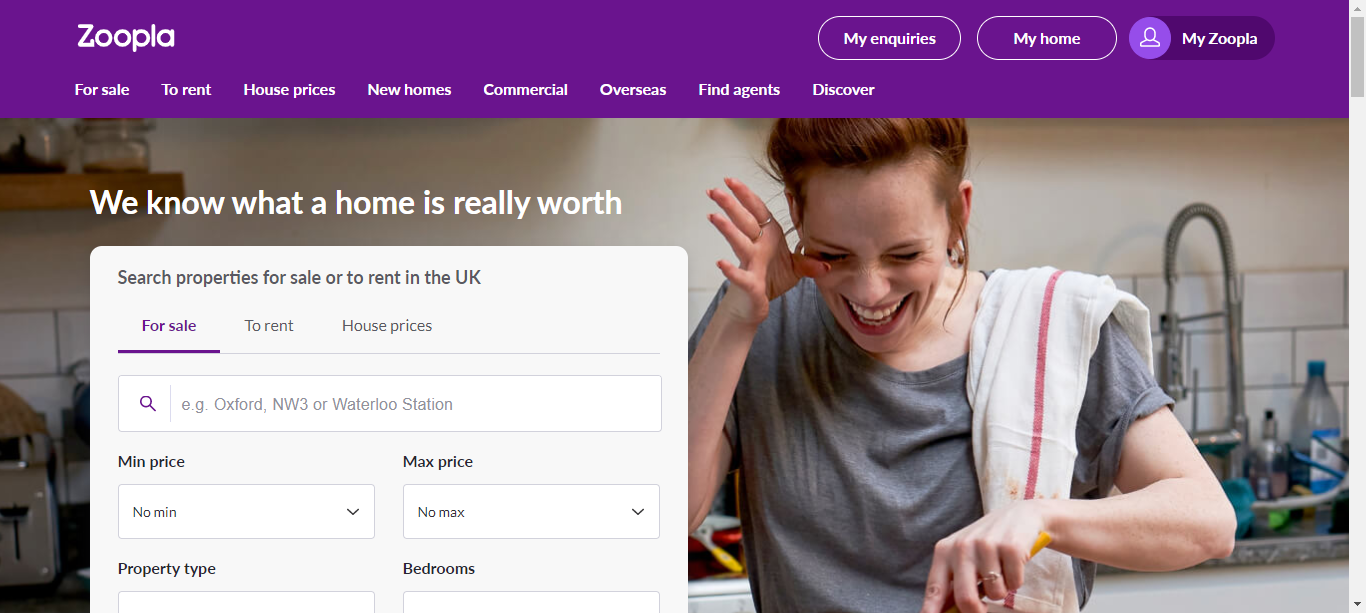 Zoopla
My enquiries
My home
My Zoopla
For sale
To rent
House prices
New homes
Commercial
Overseas
Find agents
Discover
We know what a home is really worth
Search properties for sale or to rent in the UK
For sale
To rent
House prices
e.g. Oxford, NW3 or Waterloo Station
Min price
Max price
No min
No max
Property type
Bedrooms